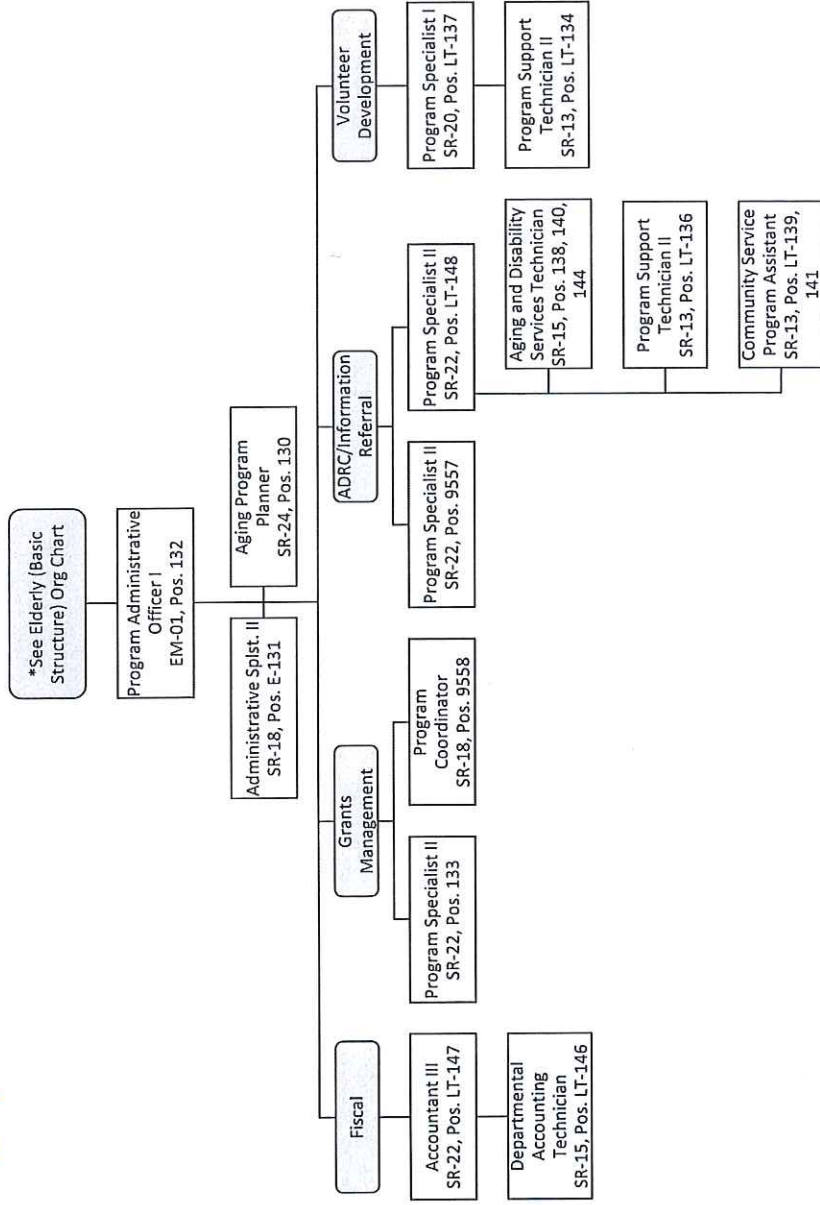 *See Elderly (Basic
Structure) Org Chart
Program Administrative
Officer I
EM-01, Pos. 132
Administrative Splst. II
SR-18, Pos. E-131
Aging Program
Planner
SR-24, Pos. 130
Fiscal
Accountant III
SR-22, Pos. LT-147
Departmental
Accounting
Technician
SR-15, Pos. LT-146
Grants
Management
Program Specialist II
SR-22, Pos. 133
Program
Coordinator
SR-18, Pos. 9558
ADRC/Information
Referral
Program Specialist II
SR-22, Pos. 9557
Program Specialist II
SR-22, Pos. LT-148
Aging and Disability
Services Technician
SR-15, Pos. 138, 140,
144
Program Support
Technician II
SR-13, Pos. LT-136
Community Service
Program Assistant
SR-13, Pos. LT-139,
141
Volunteer
Development
Program Specialist I
SR-20, Pos. LT-137
Program Support
Technician II
SR-13, Pos. LT-134